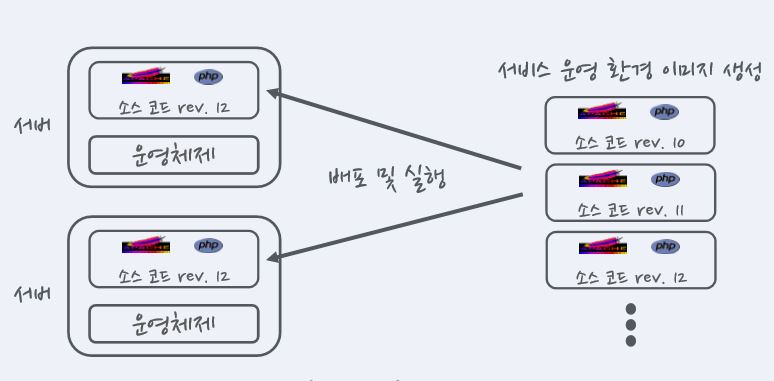 서비스 운영 환경 이미지 생성
서버
php
소스 코드 rev. 12
운영체제
배포 및 실행
서버
php
소스 코드 rev. 12
운영체제
php
소스 코드 rev. 10
php
소스 코드 rev. 11
php
소스 코드 rev. 12